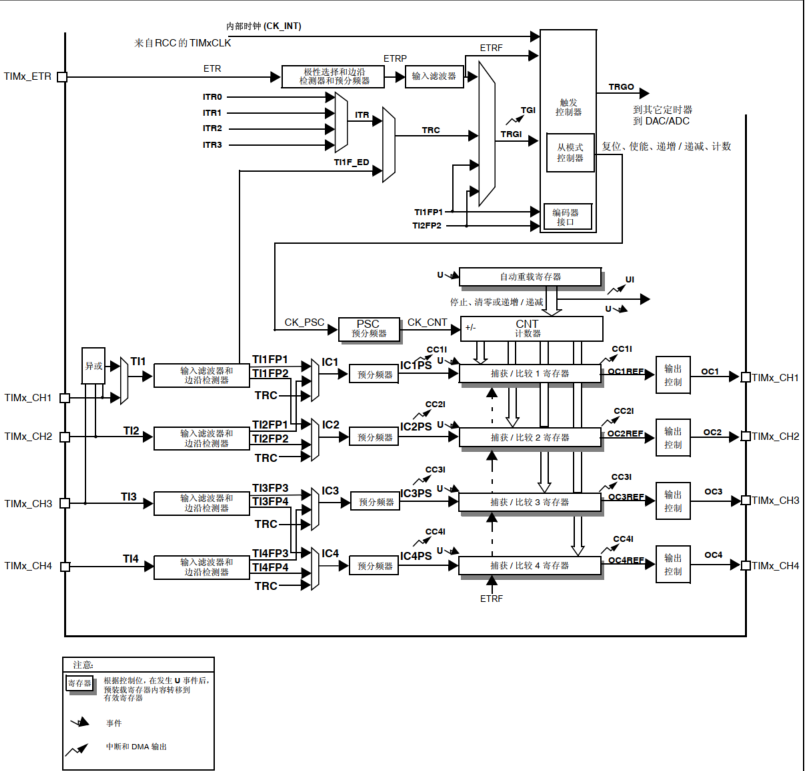 内部时钟 (CK_INT)
来自 RCC 的 TIMxCLK
TIMx_ETR
ETR
极性选择和边沿
检测器和预分频器
ETRP
输入滤波器
ETRF
触发
控制器
TRGO
到其它定时器
到 DAC/ADC
ITR0
ITR1
ITR2
ITR3
ITR
TRC
TI1F_ED
TGI
TRGI
从模式
控制器
复位、使能、递增 / 递减、计数
TI1FP1
TI2FP2
编码器
接口
U
自动重载寄存器
UI
U
停止、清零或递增 / 递减
CK_PSC
PSC
预分频器
CK_CNT
+/-
CNT
计数器
异或
TI1
TIMx_CH1
输入滤波器和
边沿检测器
TI1FP1
TI1FP2
TRC
IC1
预分频器
IC1PS
CC1I
U
捕获 / 比较 1 寄存器
CC1I
OC1REF
输出
控制
OC1
TIMx_CH1
TIMx_CH2
TI2
输入滤波器和
边沿检测器
TI2FP1
TI2FP2
TRC
IC2
预分频器
IC2PS
CC2I
U
捕获 / 比较 2 寄存器
CC2I
OC2REF
输出
控制
OC2
TIMx_CH2
TIMx_CH3
TI3
输入滤波器和
边沿检测器
TI3FP3
TI3FP4
TRC
IC3
预分频器
IC3PS
CC3I
U
捕获 / 比较 3 寄存器
CC3I
OC3REF
输出
控制
OC3
TIMx_CH3
TIMx_CH4
TI4
输入滤波器和
边沿检测器
TI4FP3
TI4FP4
TRC
IC4
预分频器
IC4PS
CC4I
U
捕获 / 比较 4 寄存器
CC4I
OC4REF
输出
控制
OC4
TIMx_CH4
ETRF
注意:
寄存器
根据控制位，在发生 U 事件后，
预装载寄存器内容转移到
有效寄存器
事件
中断和 DMA 输出